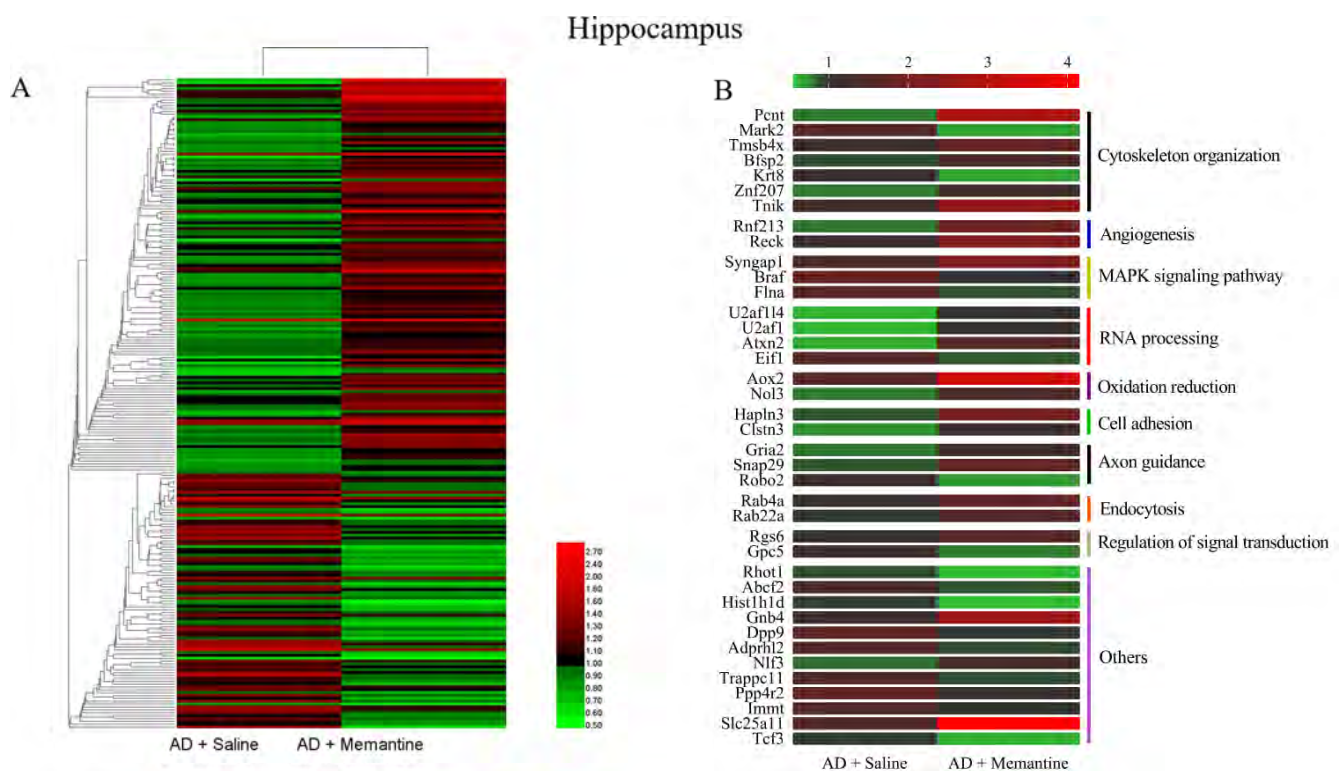 Hippocampus
A
2.70
2.40
2.00
1.60
1.40
1.30
1.20
1.10
1.00
0.90
0.80
0.70
0.60
0.50
AD + Saline AD + Memantine
B
1 2 3 4
Pcnt
Mark2
Tmsb4x
Bfsp2
Krt8
Znf207
Tnik
Cytoskeleton organization
Rnf213
Reck
Angiogenesis
Syngap1
Braf
Flna
MAPK signaling pathway
U2af1l4
U2af1
Atxn2
Eif1
RNA processing
Aox2
Nol3
Oxidation reduction
Hapln3
Clstn3
Cell adhesion
Gria2
Snap29
Robo2
Axon guidance
Rab4a
Rab22a
Endocytosis
Rgs6
Gpc5
Regulation of signal transduction
Rhot1
Abcf2
Hist1h1d
Gnb4
Dpp9
Adprhl2
Nlf3
Trappc11
Ppp4r2
Immt
Slc25a11
Tcf3
Others
AD + Saline AD + Memantine